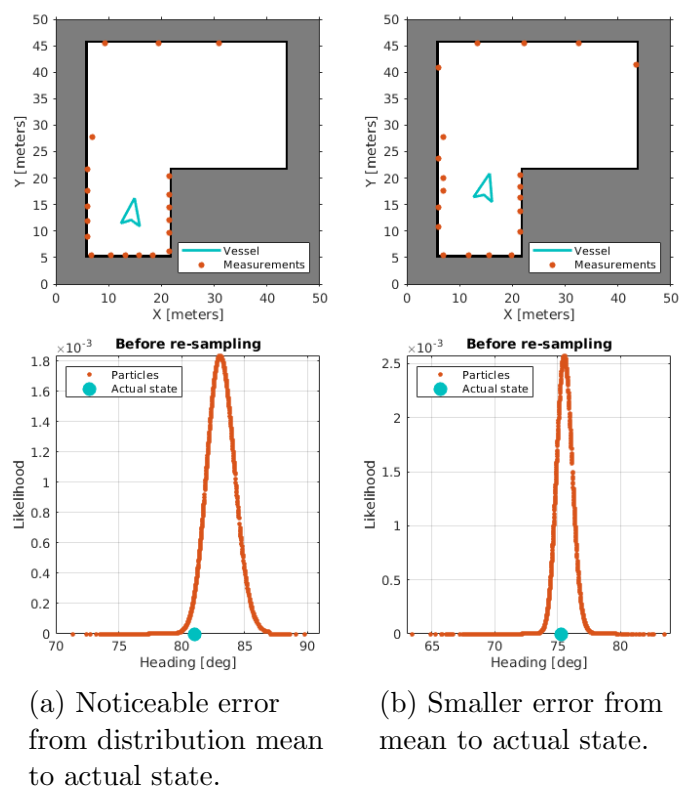 50
45
40
35
30
25
20
15
10
5
0
Y [meters]
0 10 20 30 40 50
X [meters]
Vessel
Measurements
50
45
40
35
30
25
20
15
10
5
0
Y [meters]
0 10 20 30 40 50
X [meters]
Vessel
Measurements
×10⁻³
Before re-sampling
1.8
1.6
1.4
1.2
1
0.8
0.6
0.4
0.2
0
Likelihood
Particles
Actual state
70 75 80 85 90
Heading [deg]
×10⁻³
Before re-sampling
2.5
2
1.5
1
0.5
0
Likelihood
Particles
Actual state
65 70 75 80
Heading [deg]
(a) Noticeable error
from distribution mean
to actual state.
(b) Smaller error from
mean to actual state.